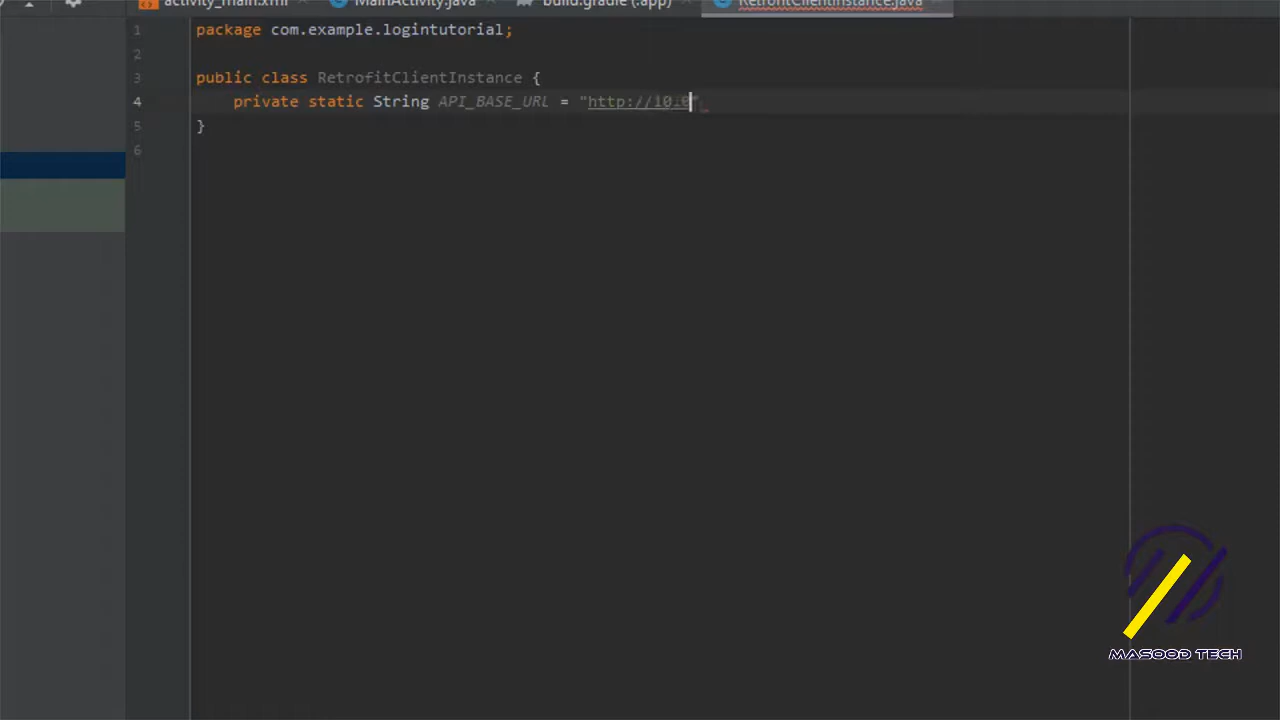 activity_main.xml MainActivity.java build.gradle (:app) RetrofitClientInstance.java
1 package com.example.logintutorial;
2
3 public class RetrofitClientInstance {
4 private static String API_BASE_URL = "http://10.0"
5 }
6
MASOOD TECH